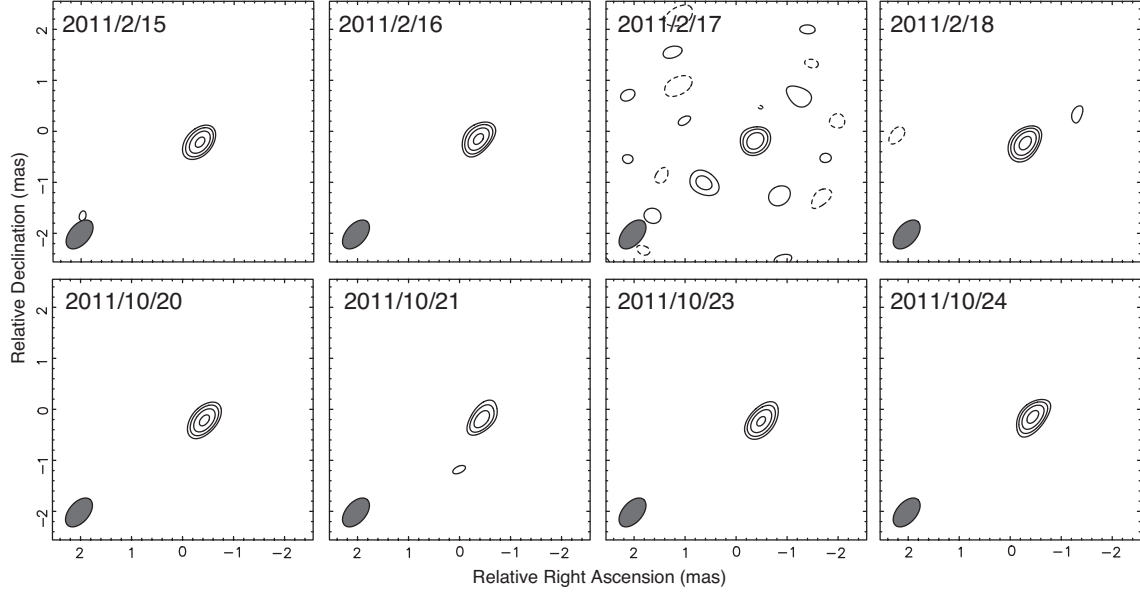 2011/2/15 2011/2/16 2011/2/17 2011/2/18
2 1 0 −1 −2
2011/10/20 2011/10/21 2011/10/23 2011/10/24
2 1 0 −1 −2
Relative Declination (mas)
2 1 0 −1 −2 2 1 0 −1 −2 2 1 0 −1 −2 2 1 0 −1 −2
Relative Right Ascension (mas)